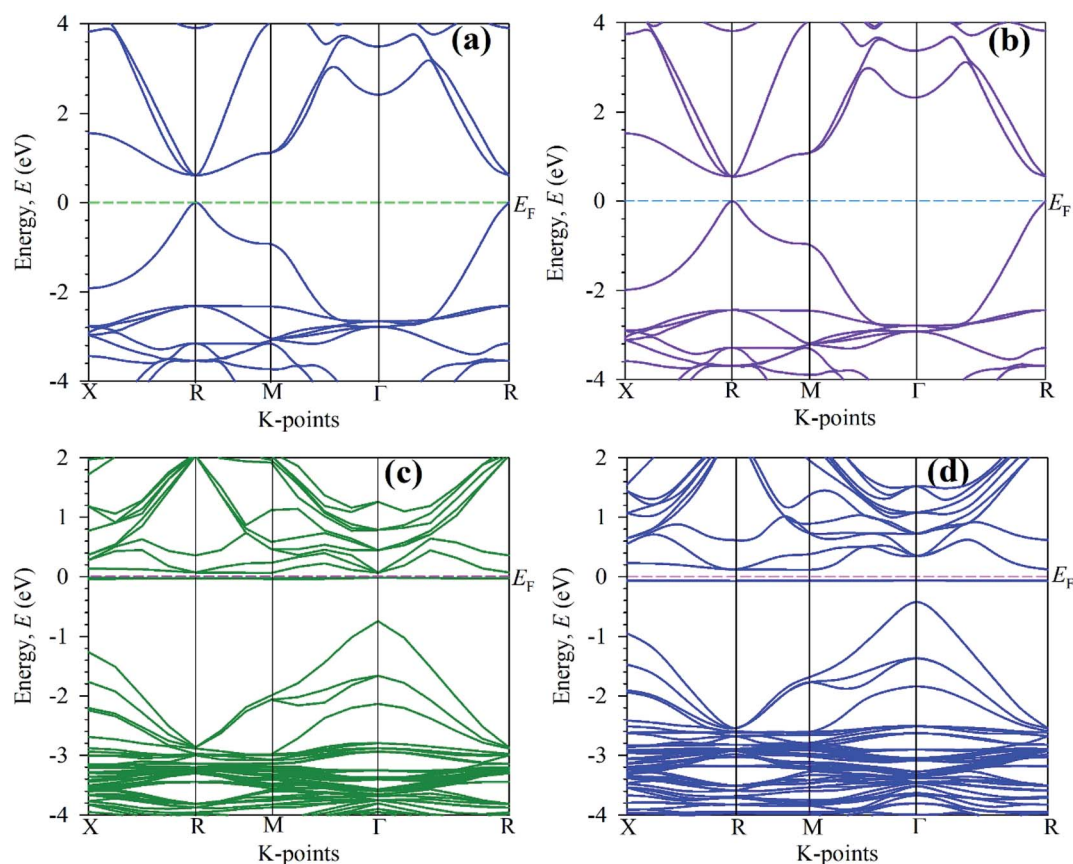 (a)
4
2
0
-2
-4
Energy, E (eV)
E_F
X R M Γ R
K-points
(b)
4
2
0
-2
-4
Energy, E (eV)
E_F
X R M Γ R
K-points
(c)
2
1
0
-1
-2
-3
-4
Energy, E (eV)
E_F
X R M Γ R
K-points
(d)
2
1
0
-1
-2
-3
-4
Energy, E (eV)
E_F
X R M Γ R
K-points